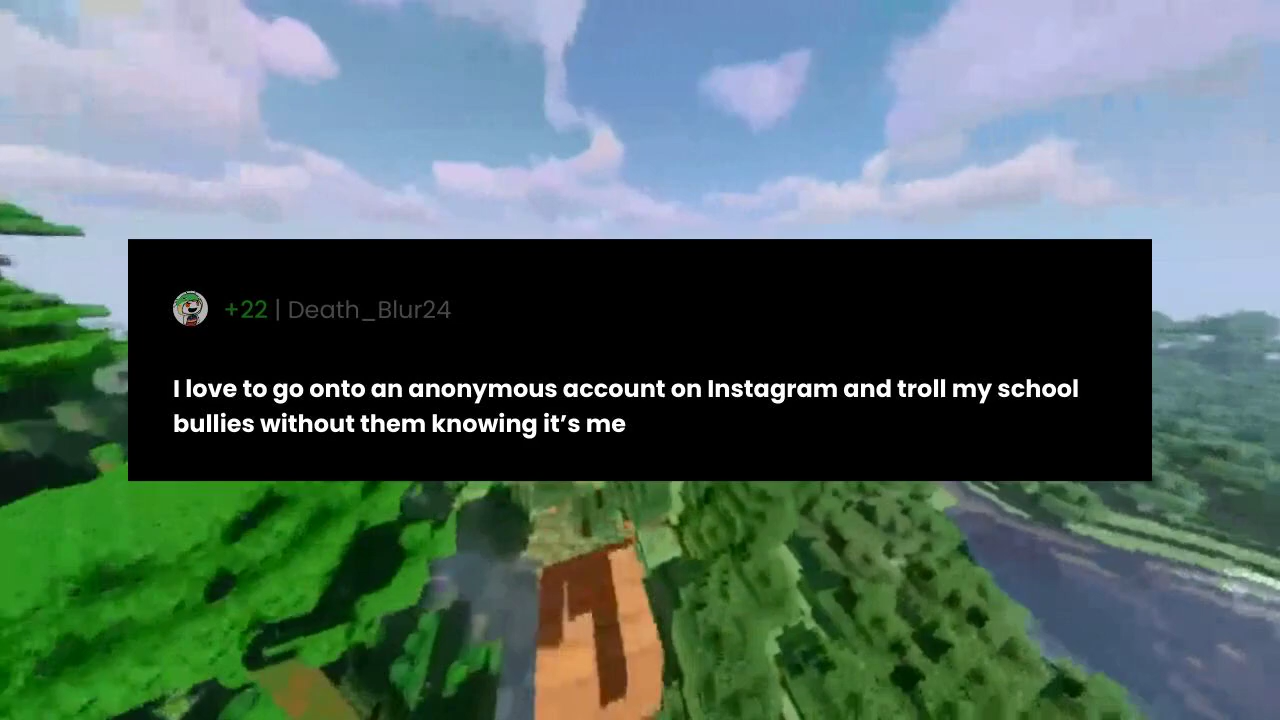 +22 | Death_Blur24
I love to go onto an anonymous account on Instagram and troll my school
bullies without them knowing it’s me